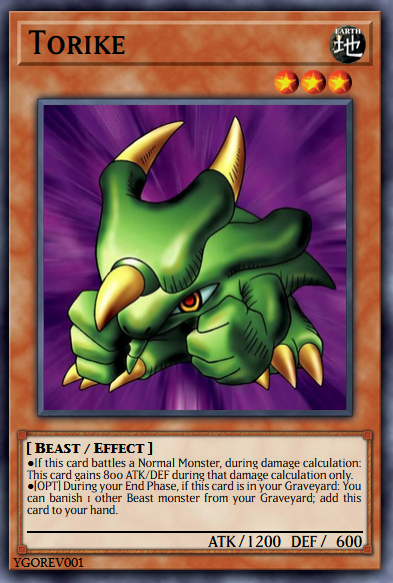 TORIKE
EARTH
地
[ BEAST / EFFECT ]
●If this card battles a Normal Monster, during damage calculation:
This card gains 800 ATK/DEF during that damage calculation only.
●[OPT] During your End Phase, if this card is in your Graveyard: You
can banish 1 other Beast monster from your Graveyard; add this
card to your hand.
ATK / 1200 DEF / 600
YGOREV001